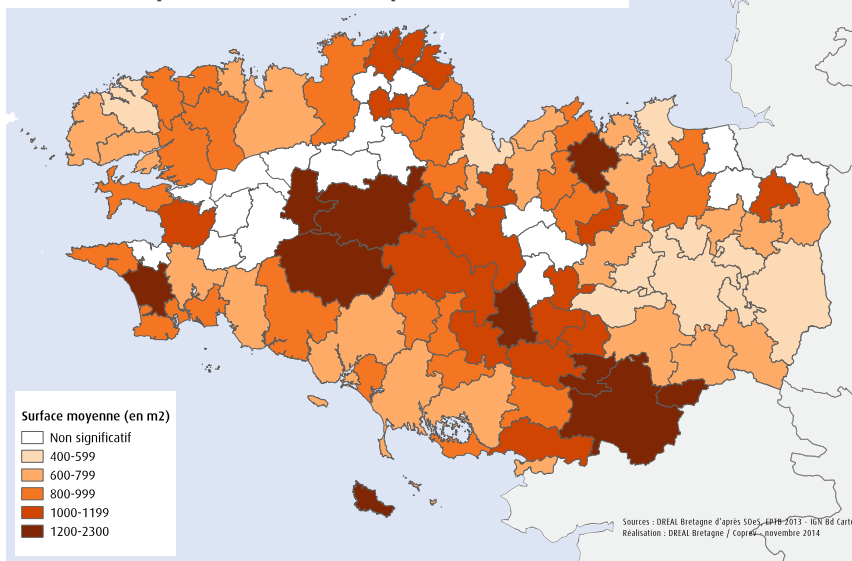 Surface moyenne (en m2)
Non significatif
400-599
600-799
800-999
1000-1199
1200-2300
Sources : DREAL Bretagne d'après SOeS, EPTB 2013 - IGN Bd Carto
Réalisation : DREAL Bretagne / Coprev - novembre 2014